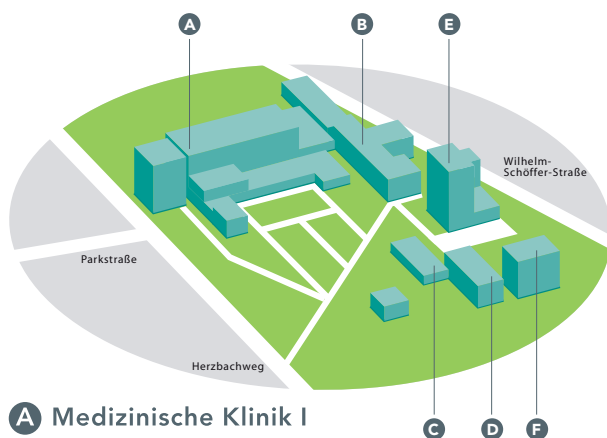 A
B
E
Wilhelm-
Schöffer-Straße
Parkstraße
Herzbachweg
A Medizinische Klinik I
C
D
F